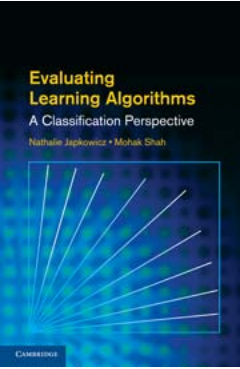 Evaluating
Learning Algorithms
A Classification Perspective
Nathalie Japkowicz • Mohak Shah
CAMBRIDGE